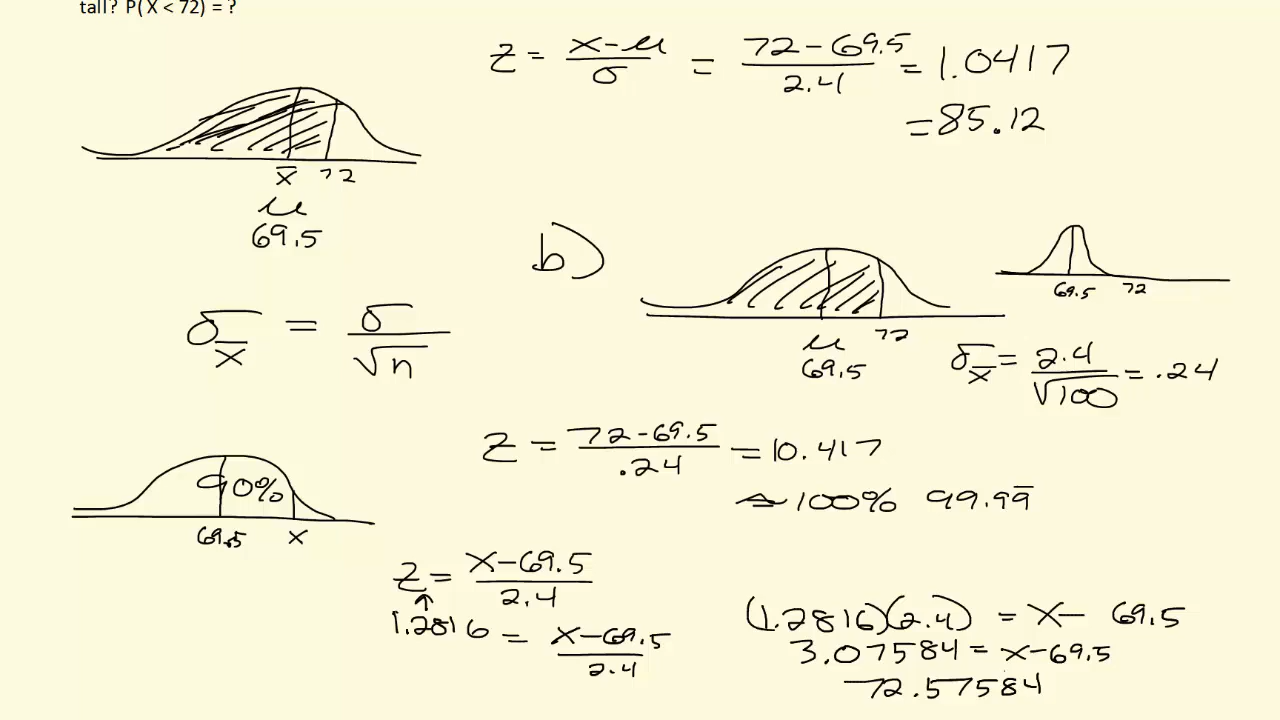 tall? P( X < 72) = ?
z = x-μ / σ = 72-69.5 / 2.4 = 1.0417
= 85.12
x̄ 72
μ
69.5
b)
69.5 72
μ 72
69.5
σx̄ = σ / √n
σx̄ = 2.4 / √100 = .24
z = 72-69.5 / .24 = 10.417
≈ 100% 99.99̄
90%
69.5 x
z = x-69.5 / 2.4
↑
1.2816 = x-69.5 / 2.4
(1.2816)(2.4) = x- 69.5
3.07584 = x-69.5
72.57584